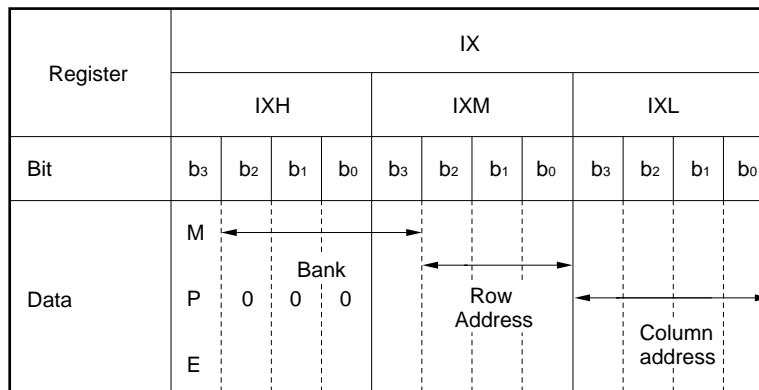 Register
IX
IXH IXM IXL
Bit b3 b2 b1 b0 b3 b2 b1 b0 b3 b2 b1 b0
M
Bank
Data P 0 0 0 Row
Address
Column
address
E